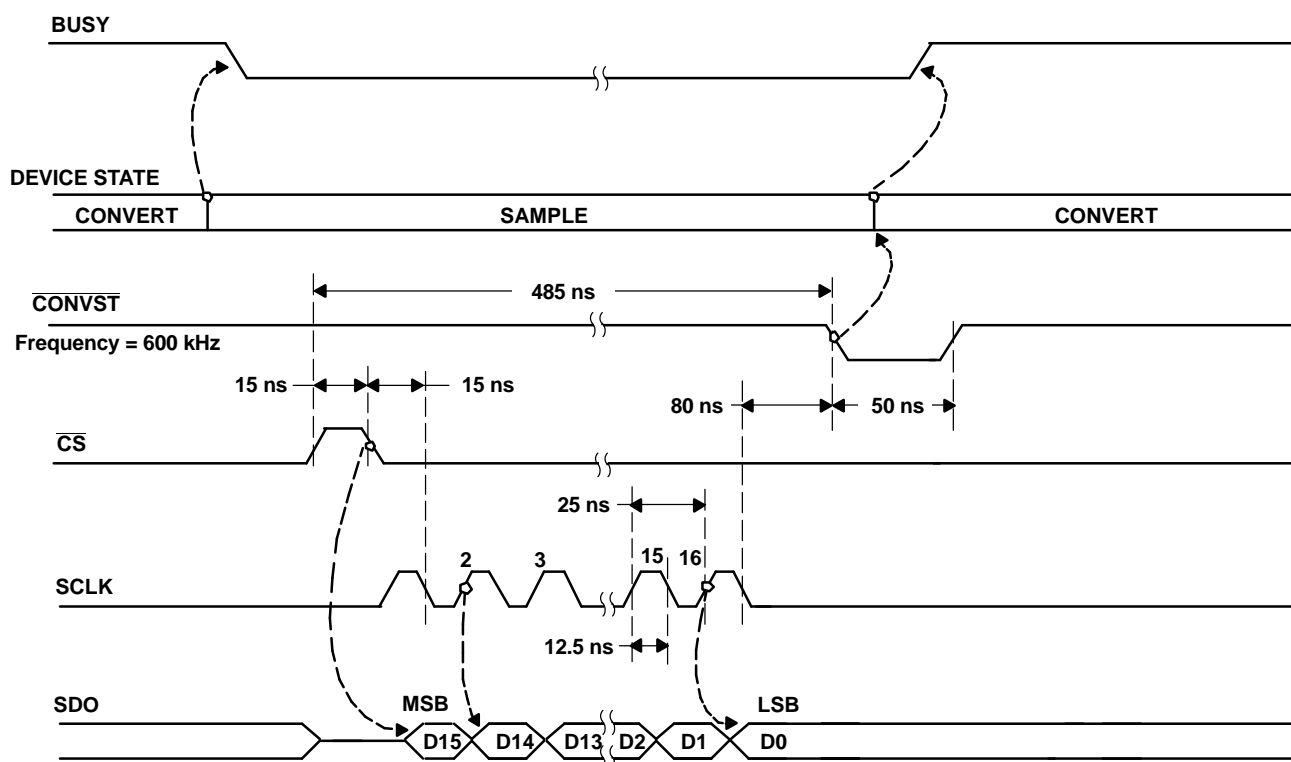 BUSY
DEVICE STATE
CONVERT
SAMPLE
CONVERT
CONVST
485 ns
Frequency = 600 kHz
15 ns
15 ns
80 ns
50 ns
CS
25 ns
2
3
15
16
SCLK
12.5 ns
SDO
MSB
LSB
D15
D14
D13
D2
D1
D0